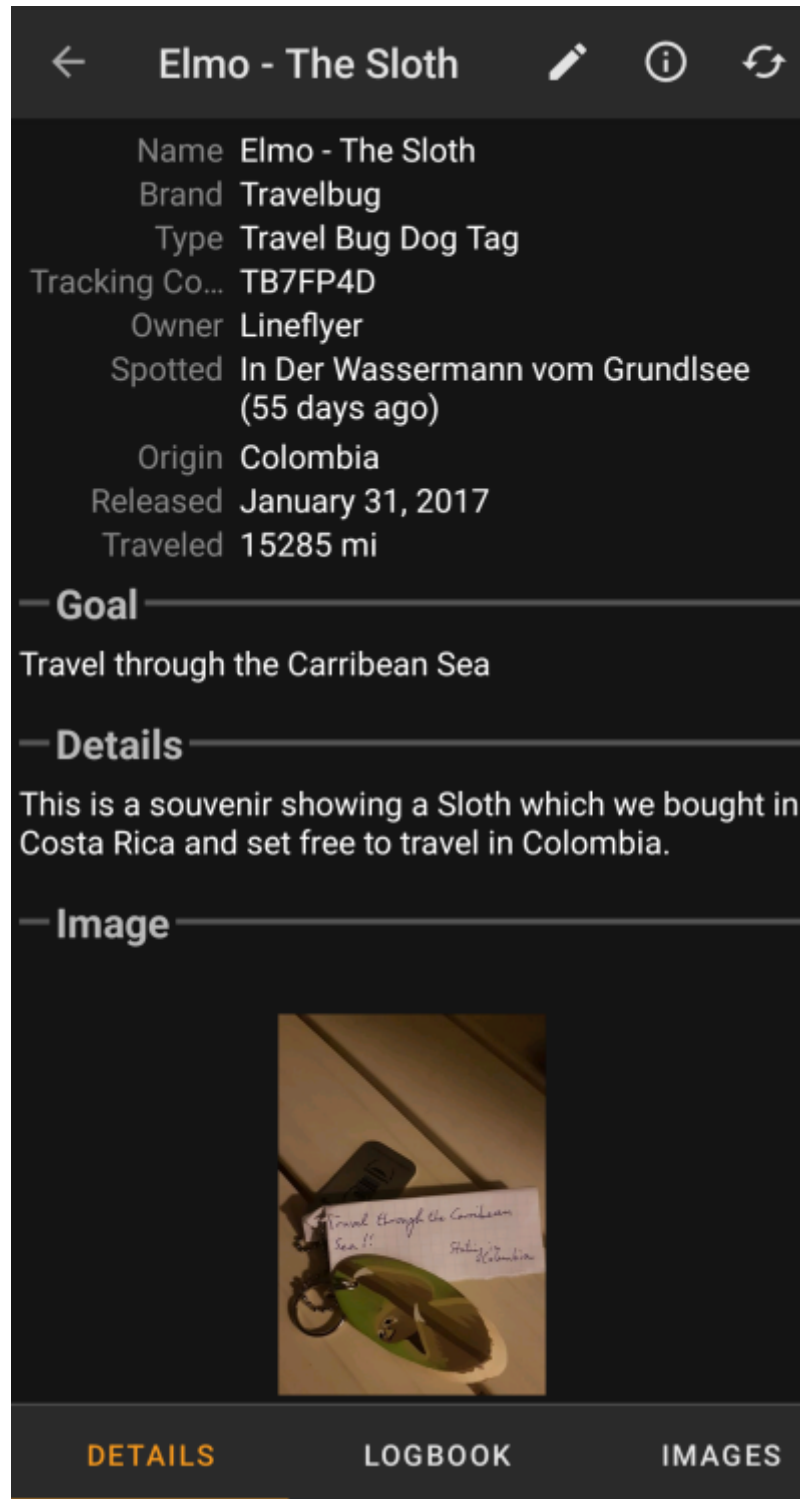 Elmo - The Sloth
Name Elmo - The Sloth
Brand Travelbug
Type Travel Bug Dog Tag
Tracking Co... TB7FP4D
Owner Lineflyer
Spotted In Der Wassermann vom Grundlsee
(55 days ago)
Origin Colombia
Released January 31, 2017
Traveled 15285 mi
Goal
Travel through the Carribean Sea
Details
This is a souvenir showing a Sloth which we bought in
Costa Rica and set free to travel in Colombia.
Image
Travel through the Carribean
Sea!!
Colombia
DETAILS LOGBOOK IMAGES